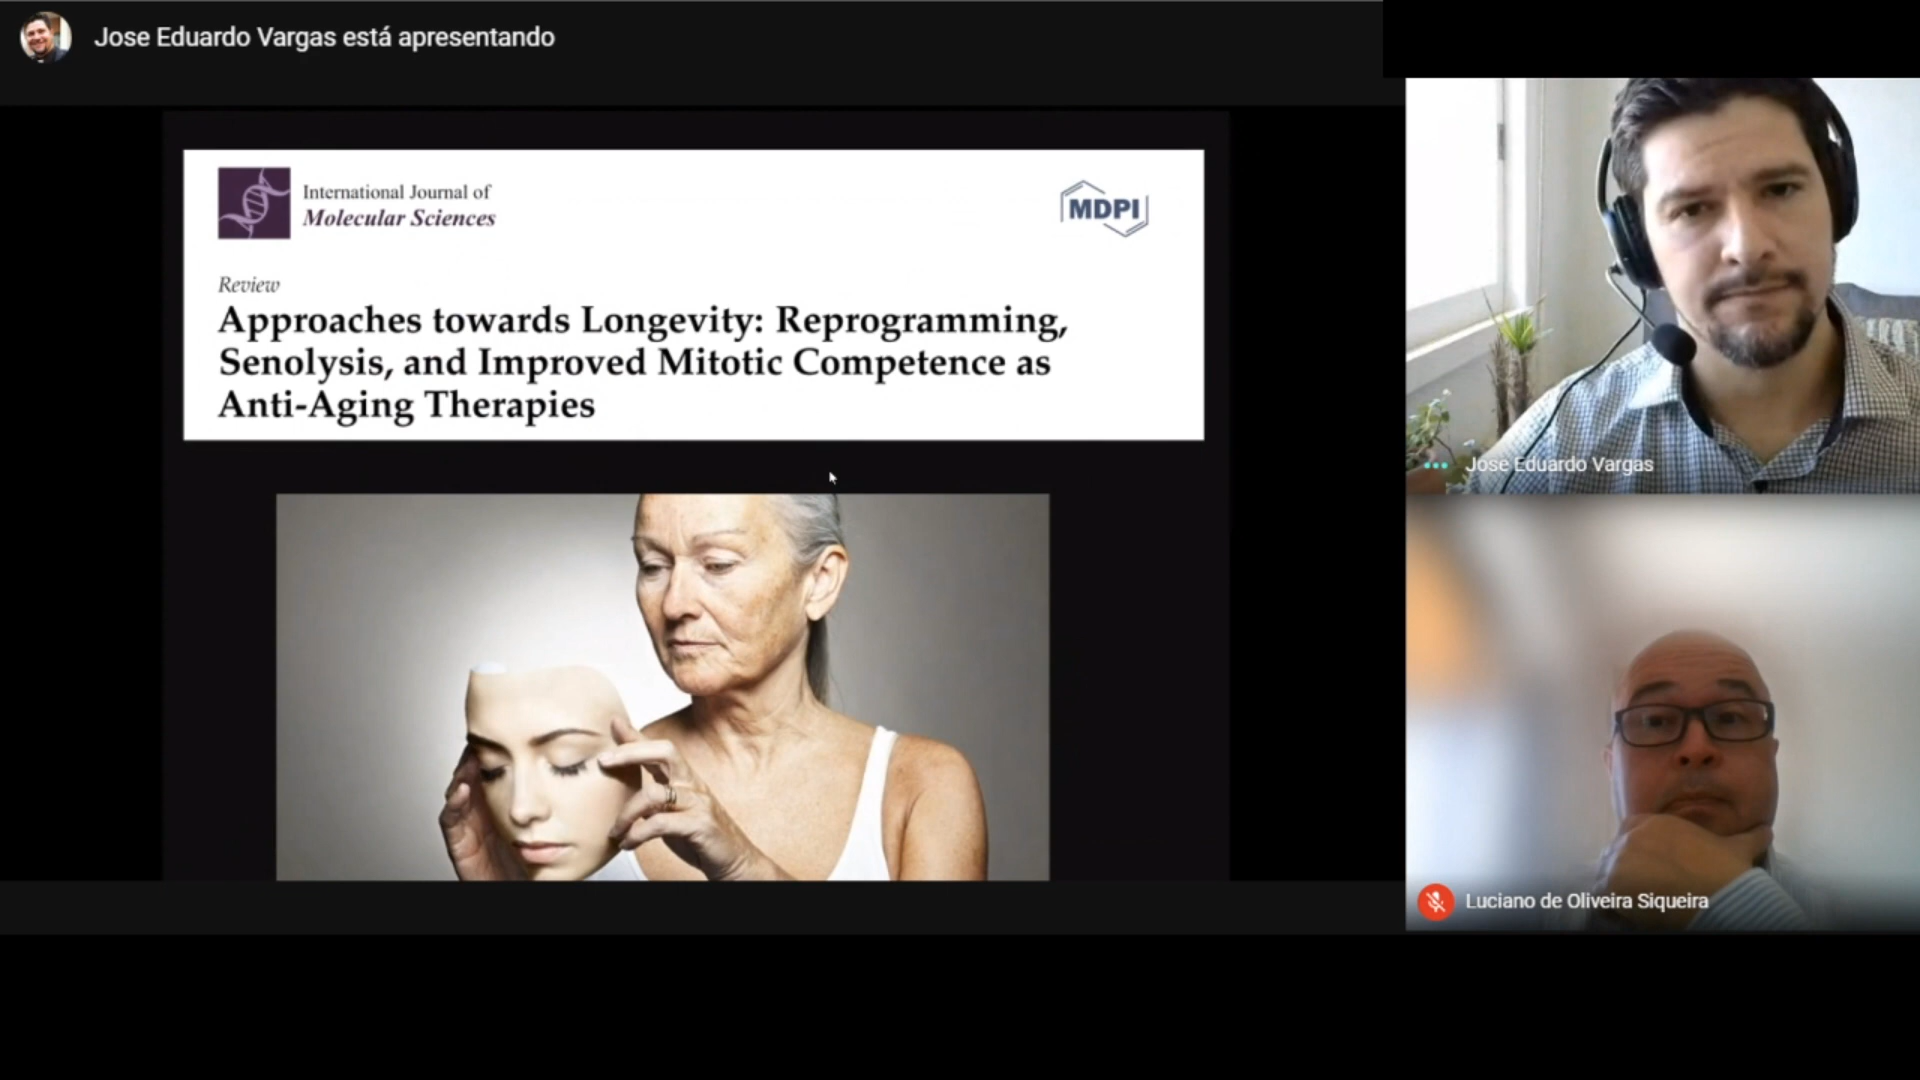 Jose Eduardo Vargas está apresentando
International Journal of
Molecular Sciences
MDPI
Review
Approaches towards Longevity: Reprogramming,
Senolysis, and Improved Mitotic Competence as
Anti-Aging Therapies
Jose Eduardo Vargas
Luciano de Oliveira Siqueira